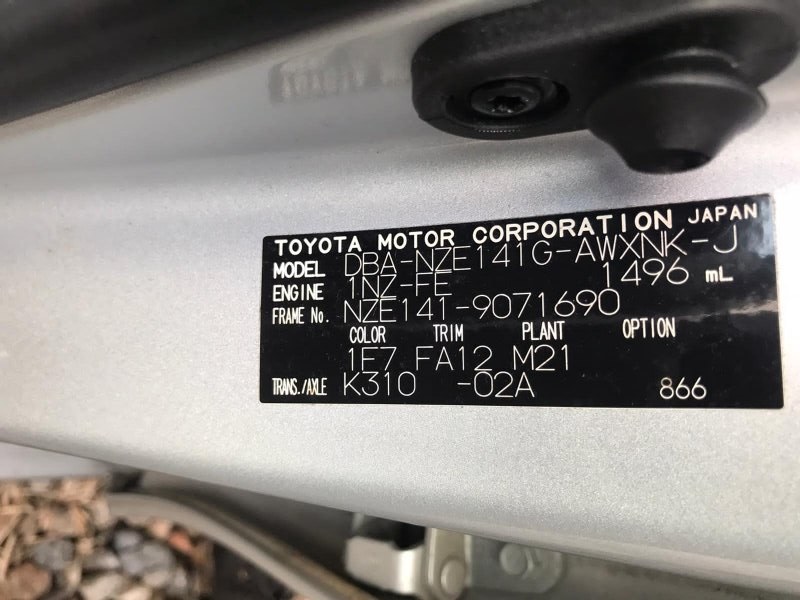 TOYOTA MOTOR CORPORATION JAPAN
MODEL DBA-NZE141G-AWXNK-J
ENGINE 1NZ-FE 1496 mL
FRAME No. NZE141-9071690
COLOR TRIM PLANT OPTION
1E7 FA12 M21
TRANS./AXLE K310 -02A 866